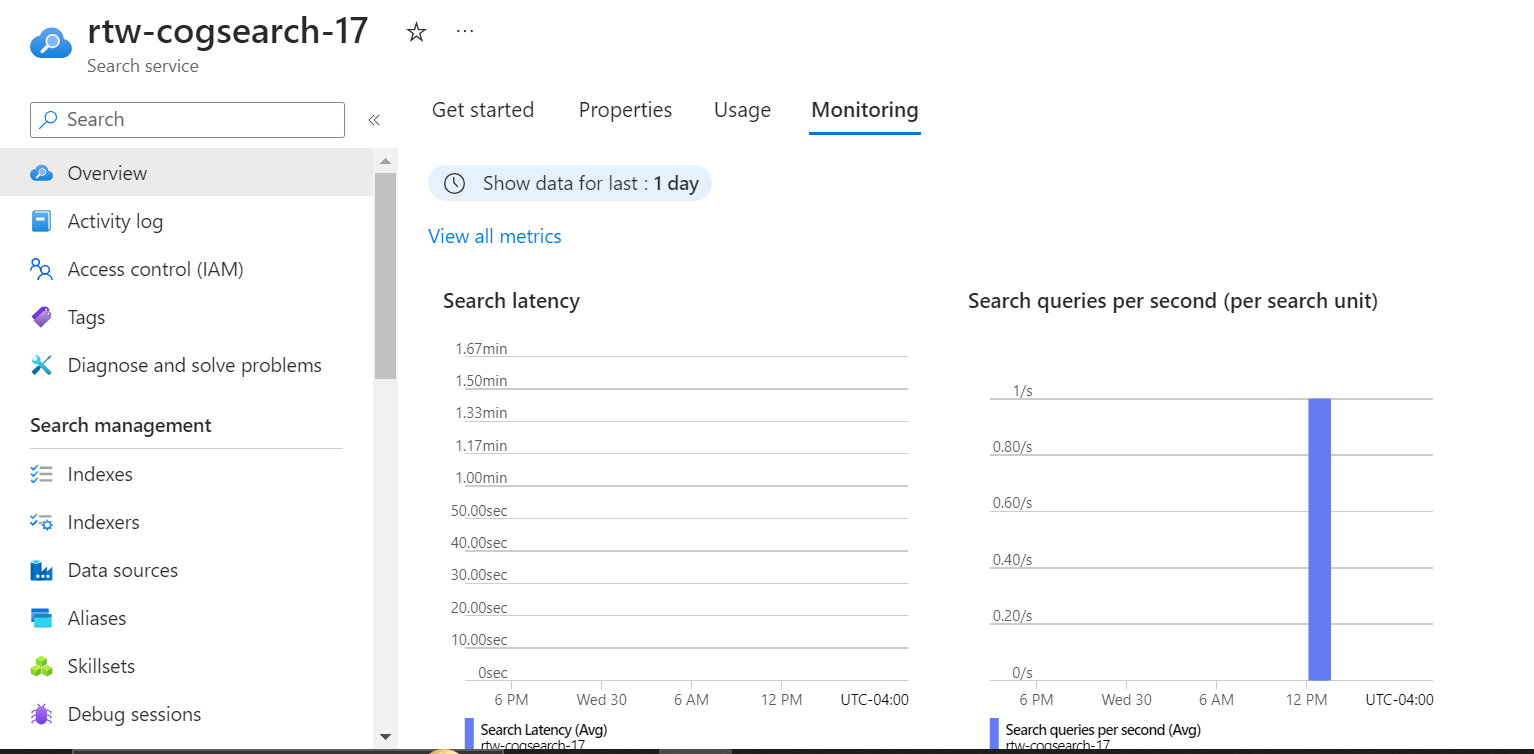 rtw-cogsearch-17
Search service
Search
Overview
Activity log
Access control (IAM)
Tags
Diagnose and solve problems
Search management
Indexes
Indexers
Data sources
Aliases
Skillsets
Debug sessions
Get started Properties Usage Monitoring
Show data for last : 1 day
View all metrics
Search latency
1.67min
1.50min
1.33min
1.17min
1.00min
50.00sec
40.00sec
30.00sec
20.00sec
10.00sec
0sec
6 PM Wed 30 6 AM 12 PM UTC-04:00
Search Latency (Avg)
rtw-cogsearch-17
Search queries per second (per search unit)
1/s
0.80/s
0.60/s
0.40/s
0.20/s
0/s
6 PM Wed 30 6 AM 12 PM UTC-04:00
Search queries per second (Avg)
rtw-cogsearch-17